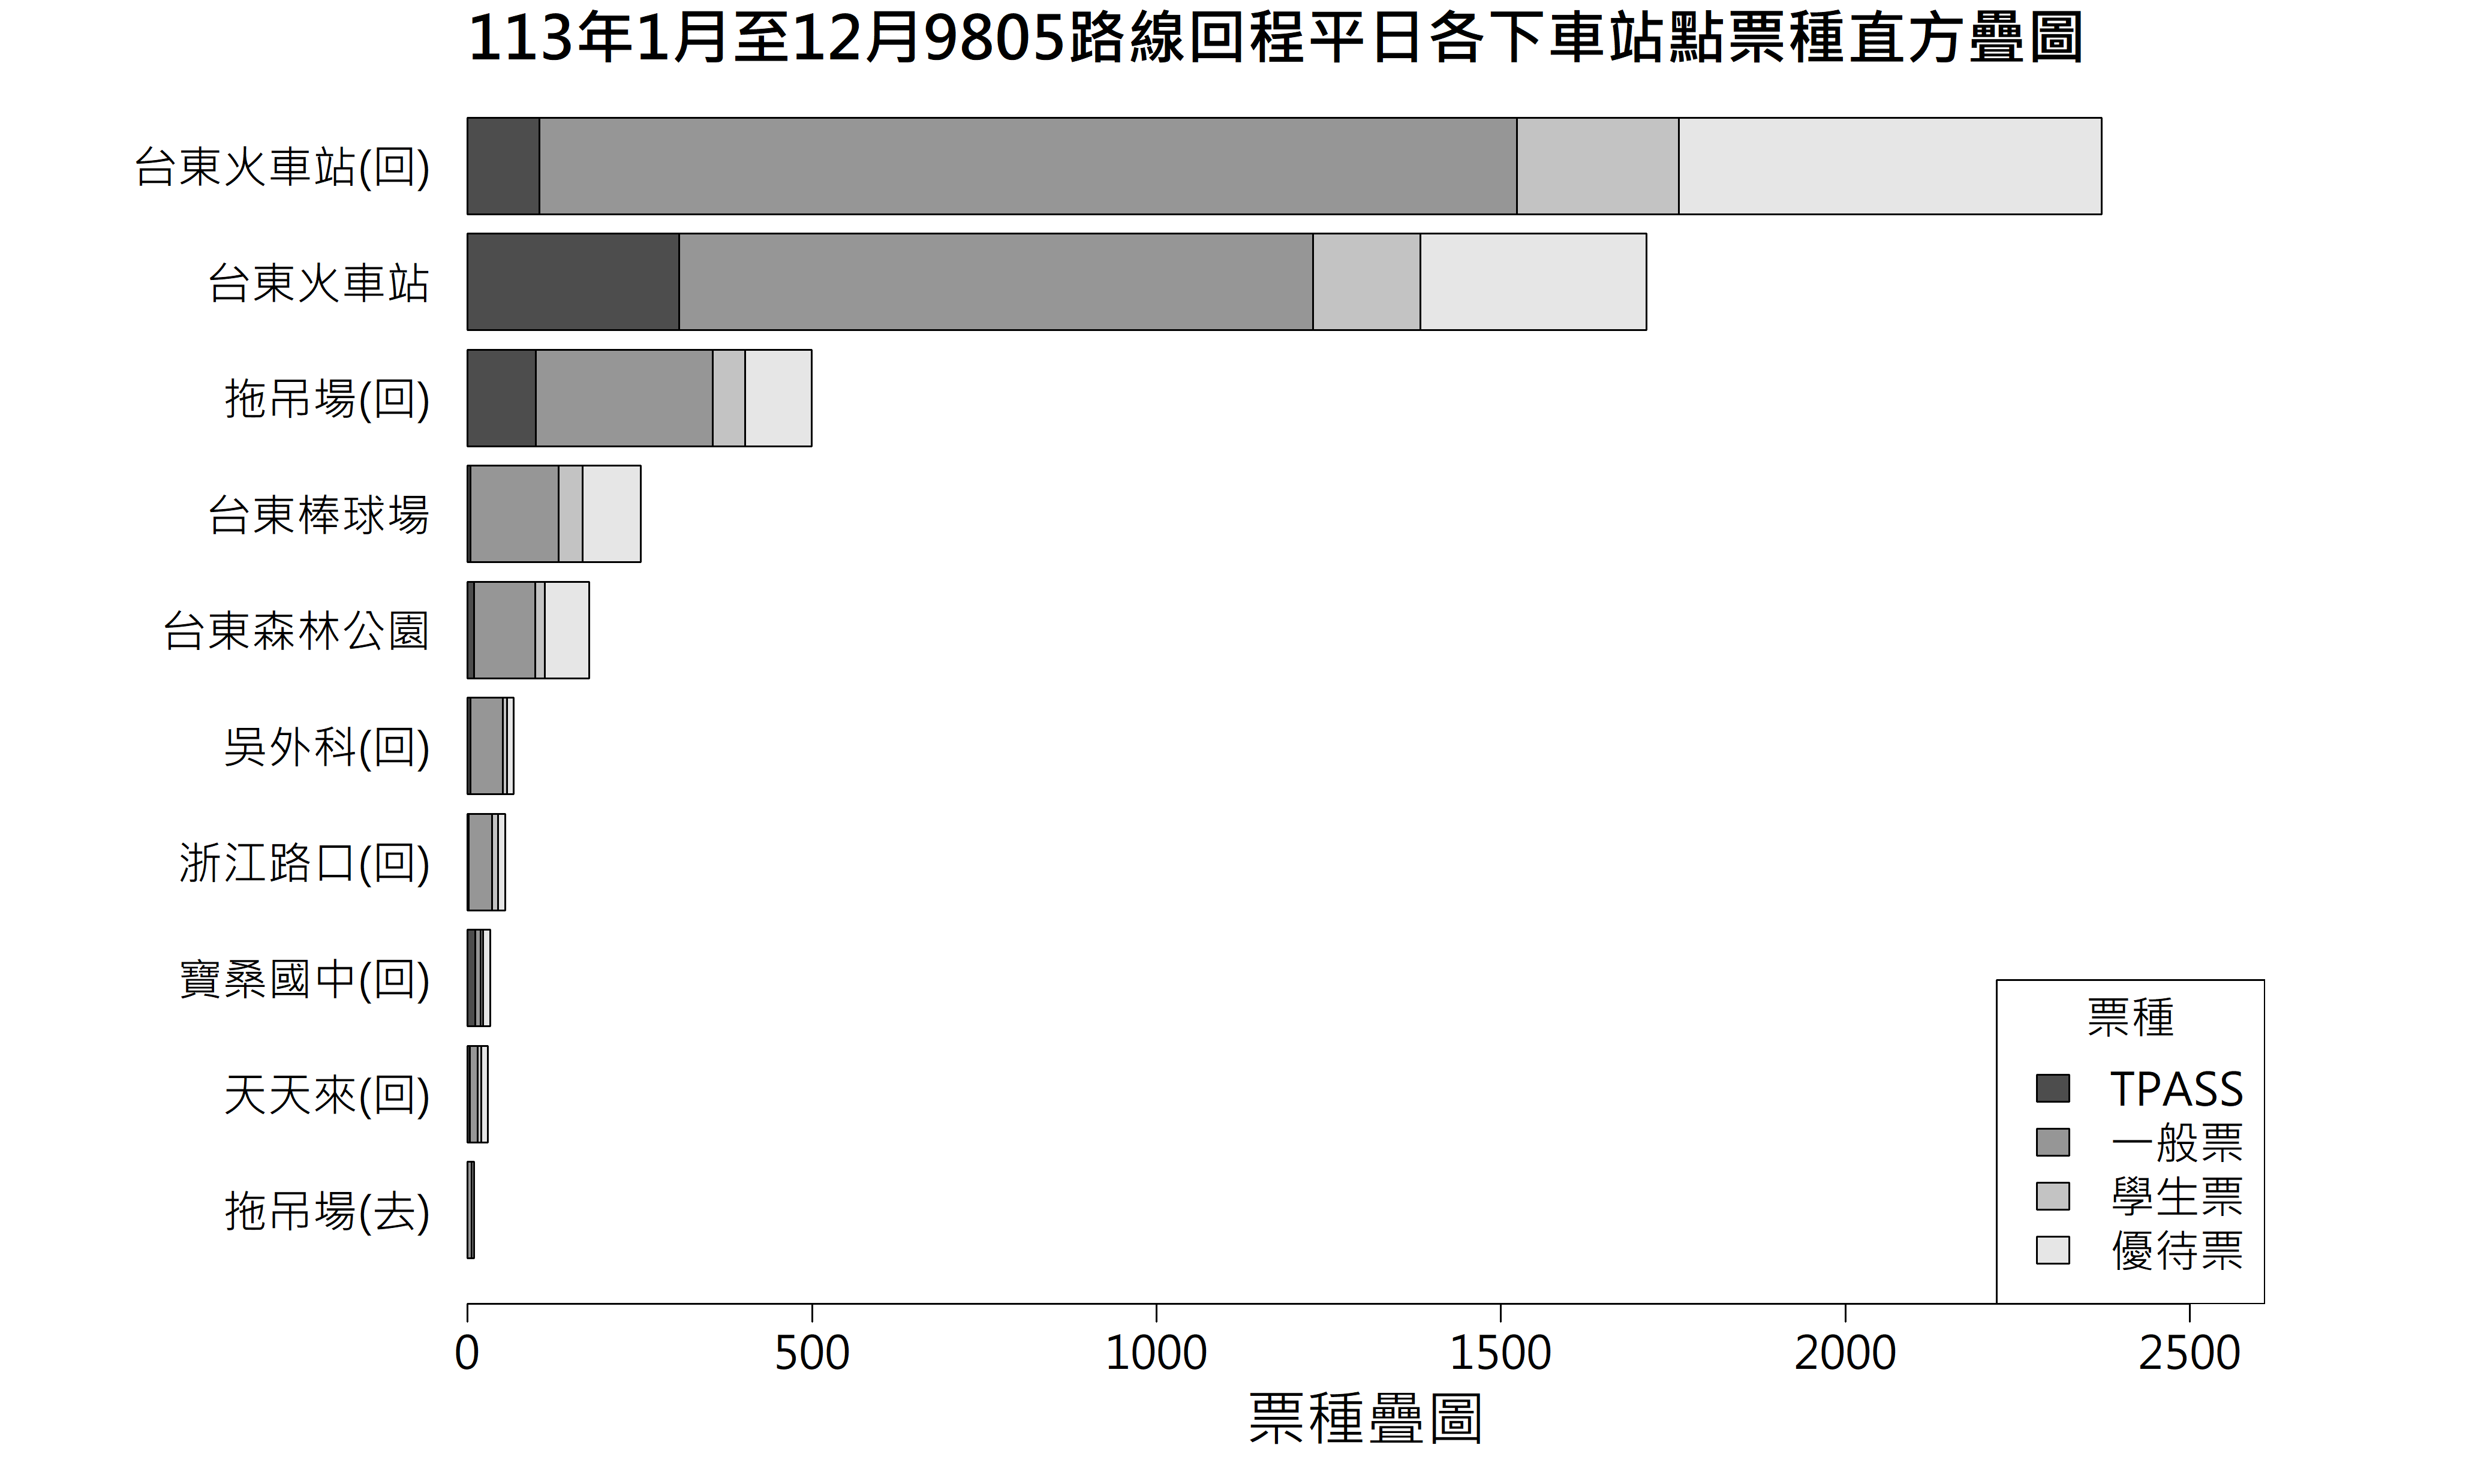 113年1月至12月9805路線回程平日各下車站點票種直方疊圖
台東火車站(回)
台東火車站
拖吊場(回)
台東棒球場
台東森林公園
吳外科(回)
浙江路口(回)
寶桑國中(回)
天天來(回)
拖吊場(去)
票種
TPASS
一般票
學生票
優待票
0 500 1000 1500 2000 2500
票種疊圖